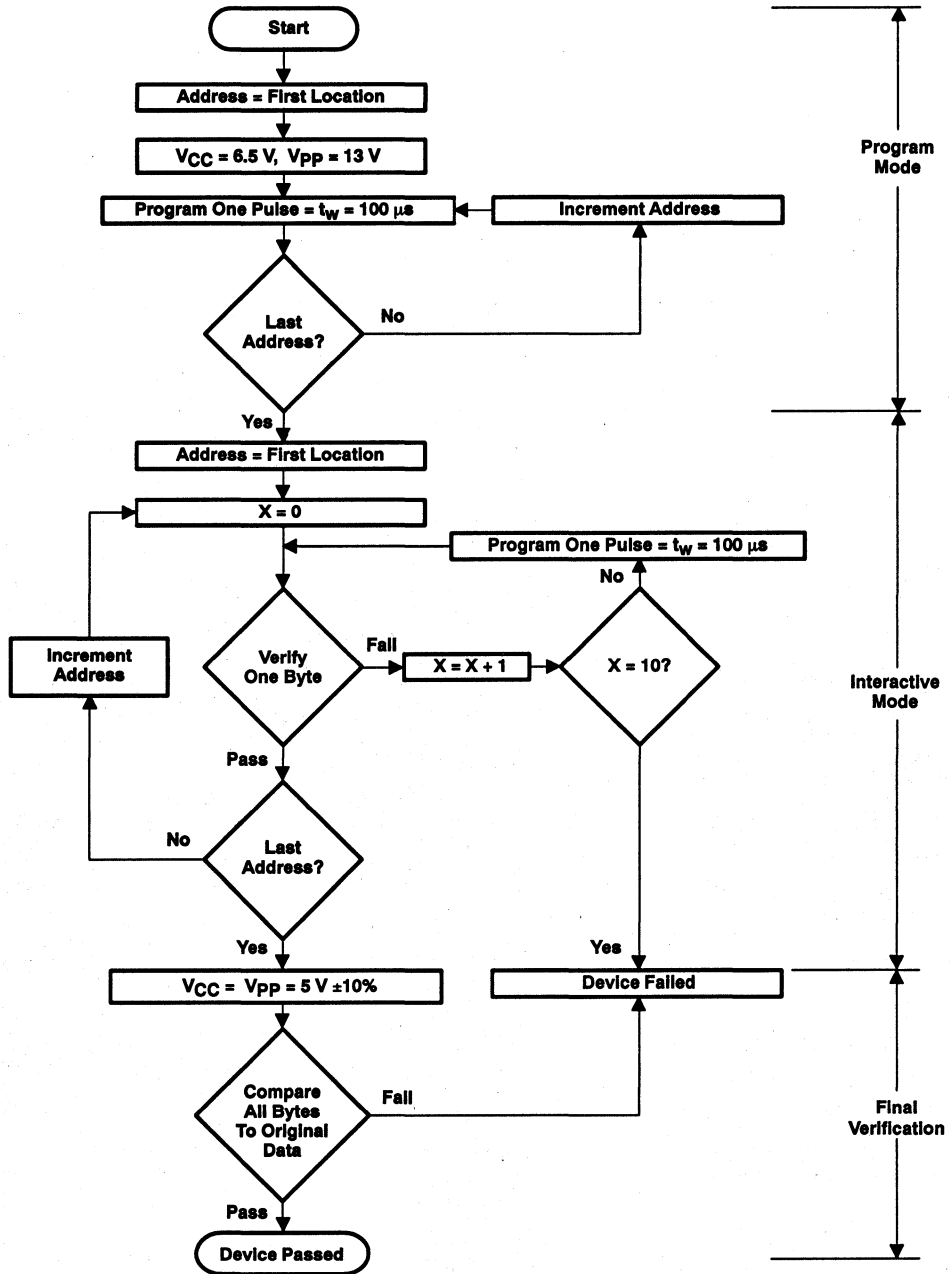 Start
Address = First Location
VCC = 6.5 V, VPP = 13 V
Program
Mode
Program One Pulse = tw = 100 μs
Increment Address
Last
Address?
No
Yes
Address = First Location
X = 0
Program One Pulse = tw = 100 μs
No
Increment
Address
Verify
One Byte
Fail
X = X + 1
X = 10?
Interactive
Mode
Pass
No
Last
Address?
Yes
Yes
VCC = VPP = 5 V ±10%
Device Failed
Compare
All Bytes
To Original
Data
Fail
Final
Verification
Pass
Device Passed